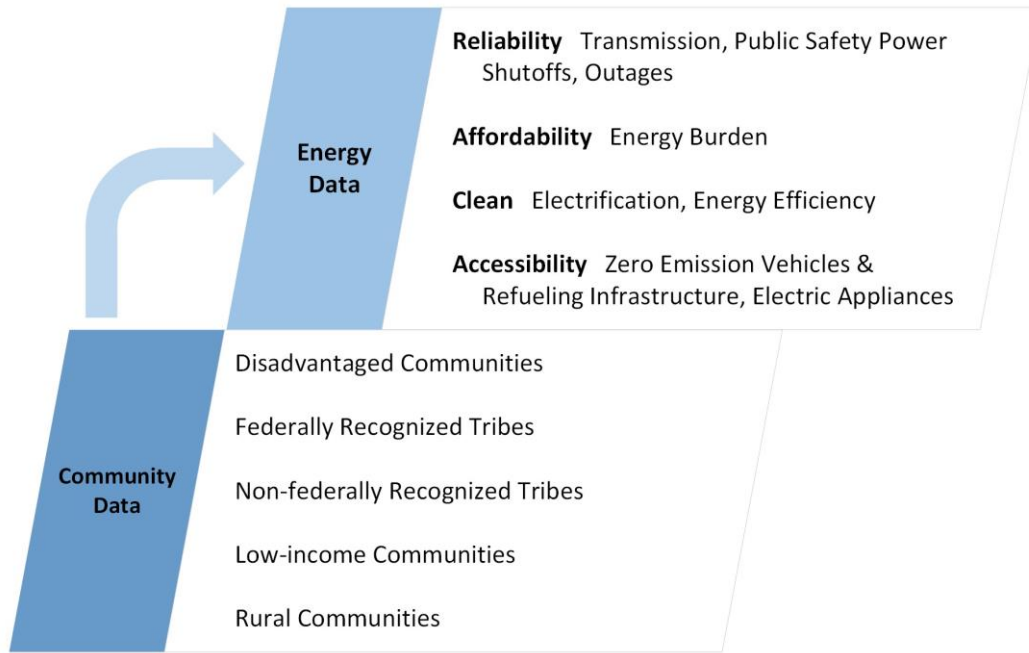 Energy
Data
Reliability Transmission, Public Safety Power
Shutoffs, Outages
Affordability Energy Burden
Clean Electrification, Energy Efficiency
Accessibility Zero Emission Vehicles &
Refueling Infrastructure, Electric Appliances
Community
Data
Disadvantaged Communities
Federally Recognized Tribes
Non-federally Recognized Tribes
Low-income Communities
Rural Communities